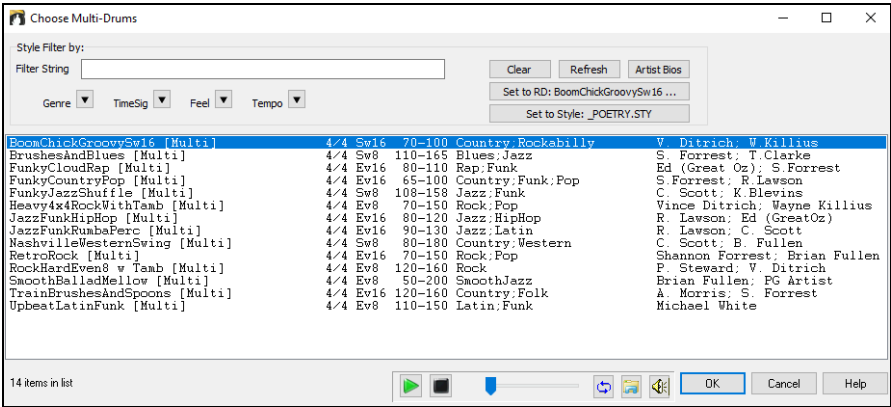 Choose Multi-Drums
Style Filter by:
Filter String
Clear Refresh Artist Bios
Set to RD: BoomChickGroovySw16 ...
Genre TimeSig Feel Tempo
Set to Style: _POETRY.STY
BoomChickGroovySw16 [Multi] 4/4 Sw16 70-100 Country;Rockabilly V. Ditrich; W.Killius
BrushesAndBlues [Multi] 4/4 Sw8 110-165 Blues;Jazz S. Forrest; T.Clarke
FunkyCloudRap [Multi] 4/4 Ev16 80-110 Rap;Funk Ed (Great Oz); S.Forrest
FunkyCountryPop [Multi] 4/4 Ev16 65-100 Country;Funk;Pop S.Forrest; R.Lawson
FunkyJazzShuffle [Multi] 4/4 Sw8 108-158 Jazz;Funk C. Scott; K.Blevins
Heavy4x4RockWithTamb [Multi] 4/4 Ev8 70-150 Rock;Pop Vince Ditrich; Wayne Killius
JazzFunkHipHop [Multi] 4/4 Ev16 80-120 Jazz;HipHop R. Lawson; Ed (GreatOz)
JazzFunkRumbaPerc [Multi] 4/4 Ev16 90-130 Jazz;Latin R. Lawson; C. Scott
NashvilleWesternSwing [Multi] 4/4 Sw8 80-180 Country;Western C. Scott; B. Fullen
RetroRock [Multi] 4/4 Ev16 70-150 Rock;Pop Shannon Forrest; Brian Fullen
RockHardEven8 w Tamb [Multi] 4/4 Ev8 120-160 Rock P. Steward; V. Ditrich
SmoothBalladMellow [Multi] 4/4 Ev8 50-200 SmoothJazz Brian Fullen; PG Artist
TrainBrushesAndSpoons [Multi] 4/4 Ev16 120-160 Country;Folk A. Morris; S. Forrest
UpbeatLatinFunk [Multi] 4/4 Ev8 110-150 Latin;Funk Michael White
14 items in list
OK Cancel Help